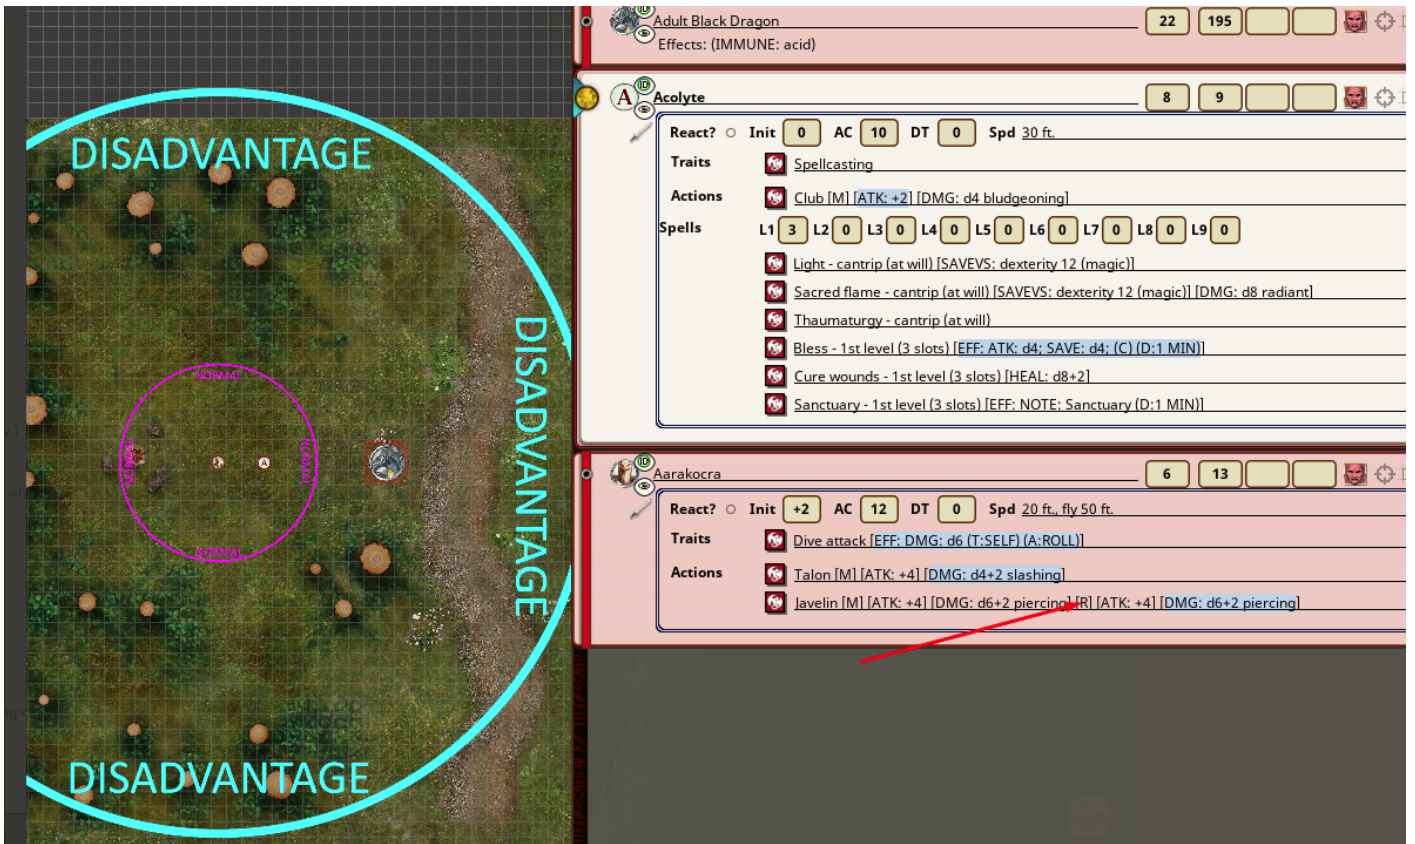 DISADVANTAGE
DISADVANTAGE
DISADVANTAGE
NORMAL
NORMAL
NORMAL
NORMAL
A
ID
Adult Black Dragon
22 195
Effects: (IMMUNE: acid)
ID
A Acolyte
8 9
React? Init 0 AC 10 DT 0 Spd 30 ft.
Traits Spellcasting
Actions Club [M] [ATK: +2] [DMG: d4 bludgeoning]
Spells L1 3 L2 0 L3 0 L4 0 L5 0 L6 0 L7 0 L8 0 L9 0
Light - cantrip (at will) [SAVEVS: dexterity 12 (magic)]
Sacred flame - cantrip (at will) [SAVEVS: dexterity 12 (magic)] [DMG: d8 radiant]
Thaumaturgy - cantrip (at will)
Bless - 1st level (3 slots) [EFF: ATK: d4; SAVE: d4; (C) (D:1 MIN)]
Cure wounds - 1st level (3 slots) [HEAL: d8+2]
Sanctuary - 1st level (3 slots) [EFF: NOTE: Sanctuary (D:1 MIN)]
ID
Aarakocra
6 13
React? Init +2 AC 12 DT 0 Spd 20 ft., fly 50 ft.
Traits Dive attack [EFF: DMG: d6 (T:SELF) (A:ROLL)]
Actions Talon [M] [ATK: +4] [DMG: d4+2 slashing]
Javelin [M] [ATK: +4] [DMG: d6+2 piercing] [R] [ATK: +4] [DMG: d6+2 piercing]